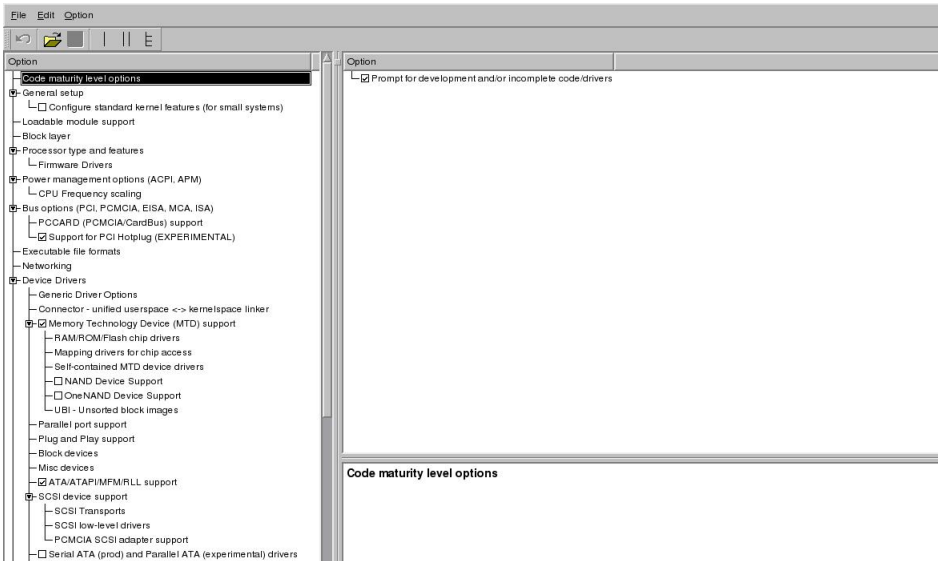 File Edit Option
Option
Code maturity level options
General setup
Configure standard kernel features (for small systems)
Loadable module support
Block layer
Processor type and features
Firmware Drivers
Power management options (ACPI, APM)
CPU Frequency scaling
Bus options (PCI, PCMCIA, EISA, MCA, ISA)
PCCARD (PCMCIA/CardBus) support
Support for PCI Hotplug (EXPERIMENTAL)
Executable file formats
Networking
Device Drivers
Generic Driver Options
Connector - unified userspace <-> kernelspace linker
Memory Technology Device (MTD) support
RAM/ROM/Flash chip drivers
Mapping drivers for chip access
Self-contained MTD device drivers
NAND Device Support
OneNAND Device Support
UBI - Unsorted block images
Parallel port support
Plug and Play support
Block devices
Misc devices
ATA/ATAPI/MFM/RLL support
SCSI device support
SCSI Transports
SCSI low-level drivers
PCMCIA SCSI adapter support
Serial ATA (prod) and Parallel ATA (experimental) drivers
Option
Prompt for development and/or incomplete code/drivers
Code maturity level options